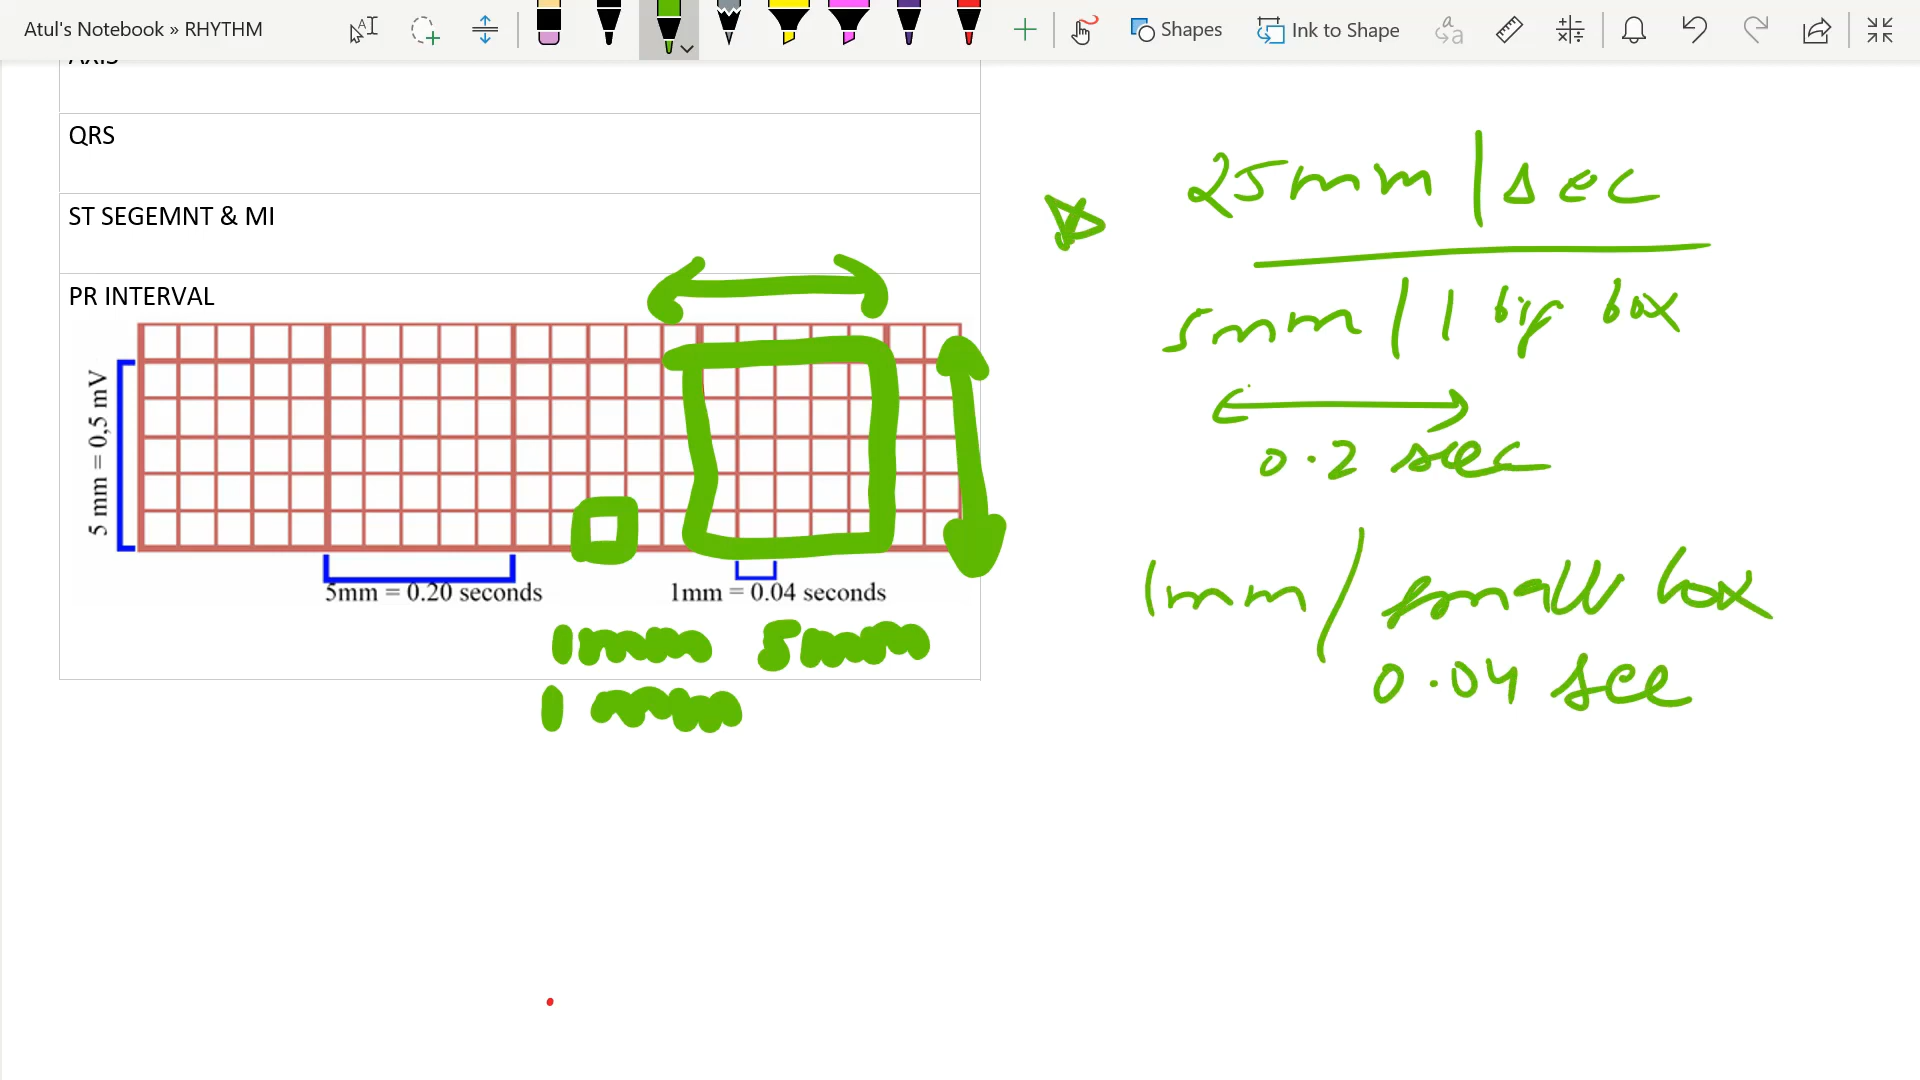 Atul's Notebook » RHYTHM
Shapes
Ink to Shape
AXIS
QRS
ST SEGEMNT & MI
PR INTERVAL
5 mm = 0,5 mV
5mm = 0.20 seconds
1mm = 0.04 seconds
1mm 5mm
1 mm
25mm/sec
5mm/1 big box
0.2 sec
1mm/small box
0.04 sec